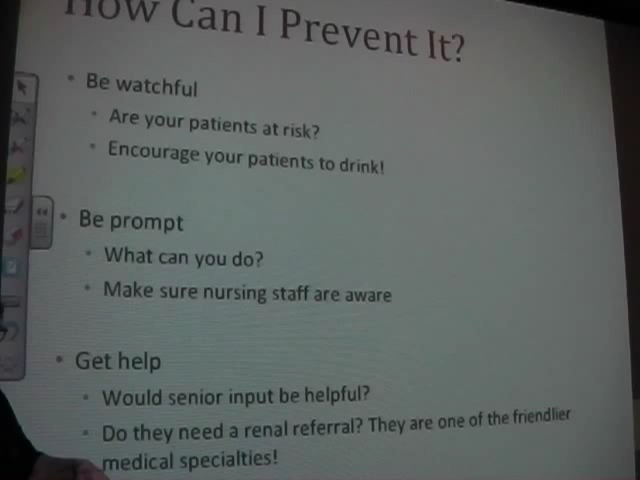 How Can I Prevent It?
Be watchful
Are your patients at risk?
Encourage your patients to drink!
Be prompt
What can you do?
Make sure nursing staff are aware
Get help
Would senior input be helpful?
Do they need a renal referral? They are one of the friendlier
medical specialties!